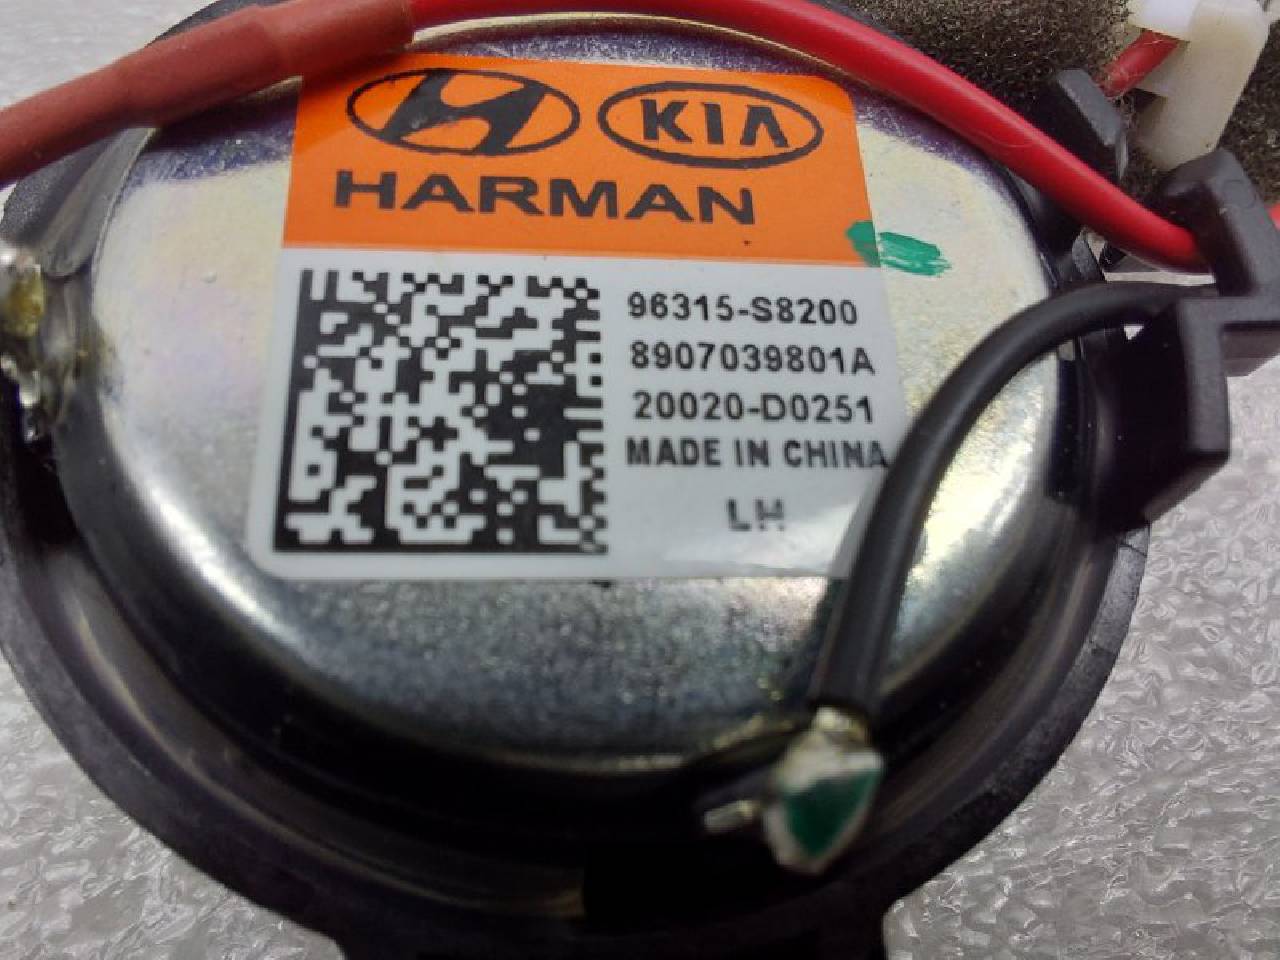 KIA
HARMAN
96315-S8200
8907039801A
20020-D0251
MADE IN CHINA
LH